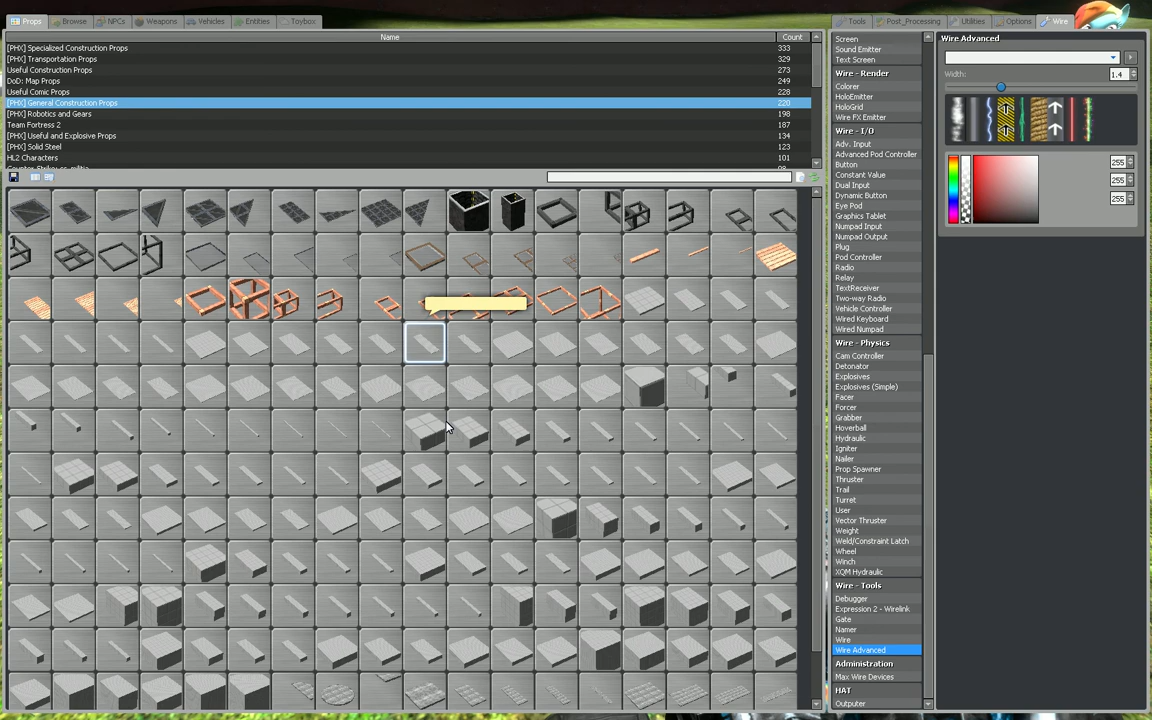 Props Browse NPCs Weapons Vehicles Entities Toybox
Name Count
[PHX] Specialized Construction Props 333
[PHX] Transportation Props 329
Useful Construction Props 273
DoD: Map Props 249
Useful Comic Props 228
[PHX] General Construction Props 220
[PHX] Robotics and Gears 198
Team Fortress 2 187
[PHX] Useful and Explosive Props 134
[PHX] Solid Steel 123
HL2 Characters 101
Tools Post_Processing Utilities Options Wire
Screen
Sound Emitter
Text Screen
Wire - Render
Colorer
HoloEmitter
HoloGrid
Wire FX Emitter
Wire - I/O
Adv. Input
Advanced Pod Controller
Button
Constant Value
Dual Input
Dynamic Button
Eye Pod
Graphics Tablet
Numpad Input
Numpad Output
Plug
Pod Controller
Radio
Relay
TextReceiver
Two-way Radio
Vehicle Controller
Wired Keyboard
Wired Numpad
Wire - Physics
Cam Controller
Detonator
Explosives
Explosives (Simple)
Facer
Forcer
Grabber
Hoverball
Hydraulic
Igniter
Nailer
Prop Spawner
Thruster
Trail
Turret
User
Vector Thruster
Weight
Weld/Constraint Latch
Wheel
Winch
XQM Hydraulic
Wire - Tools
Debugger
Expression 2 - Wirelink
Gate
Namer
Wire
Wire Advanced
Administration
Max Wire Devices
HAT
Outputer
Wire Advanced
Width: 1.4
255
255
255